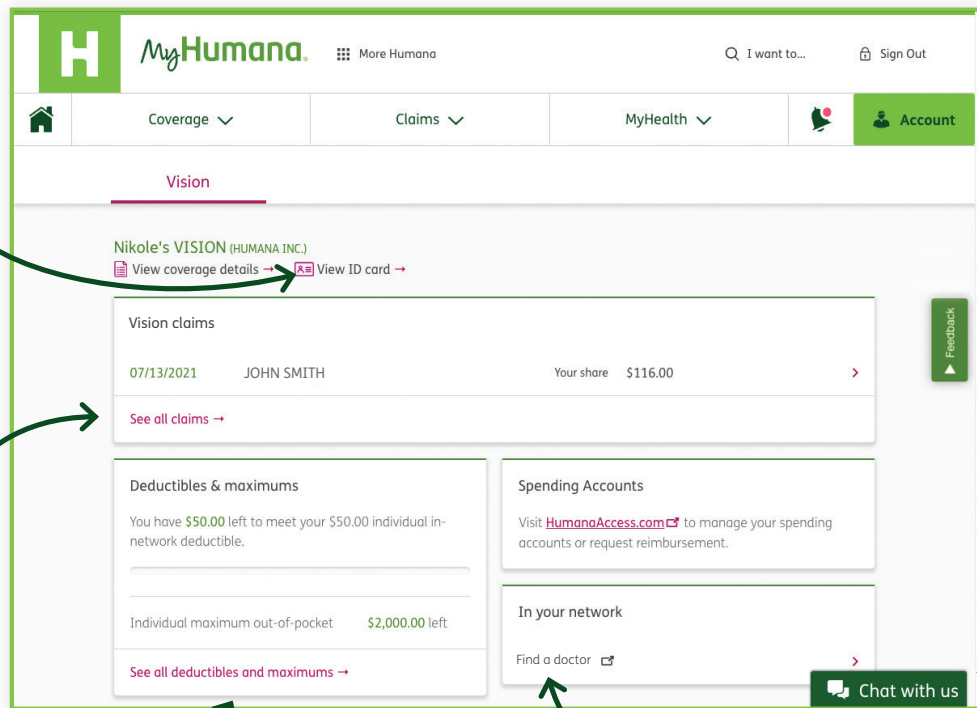 H
MyHumana.
More Humana
I want to...
Sign Out
Coverage
Claims
MyHealth
Account
Vision
Nikole's VISION (HUMANA INC.)
View coverage details → View ID card →
Vision claims
07/13/2021 JOHN SMITH Your share $116.00
See all claims →
Deductibles & maximums
You have $50.00 left to meet your $50.00 individual in-
network deductible.
Individual maximum out-of-pocket $2,000.00 left
See all deductibles and maximums →
Spending Accounts
Visit HumanaAccess.com to manage your spending
accounts or request reimbursement.
In your network
Find a doctor
Feedback
Chat with us